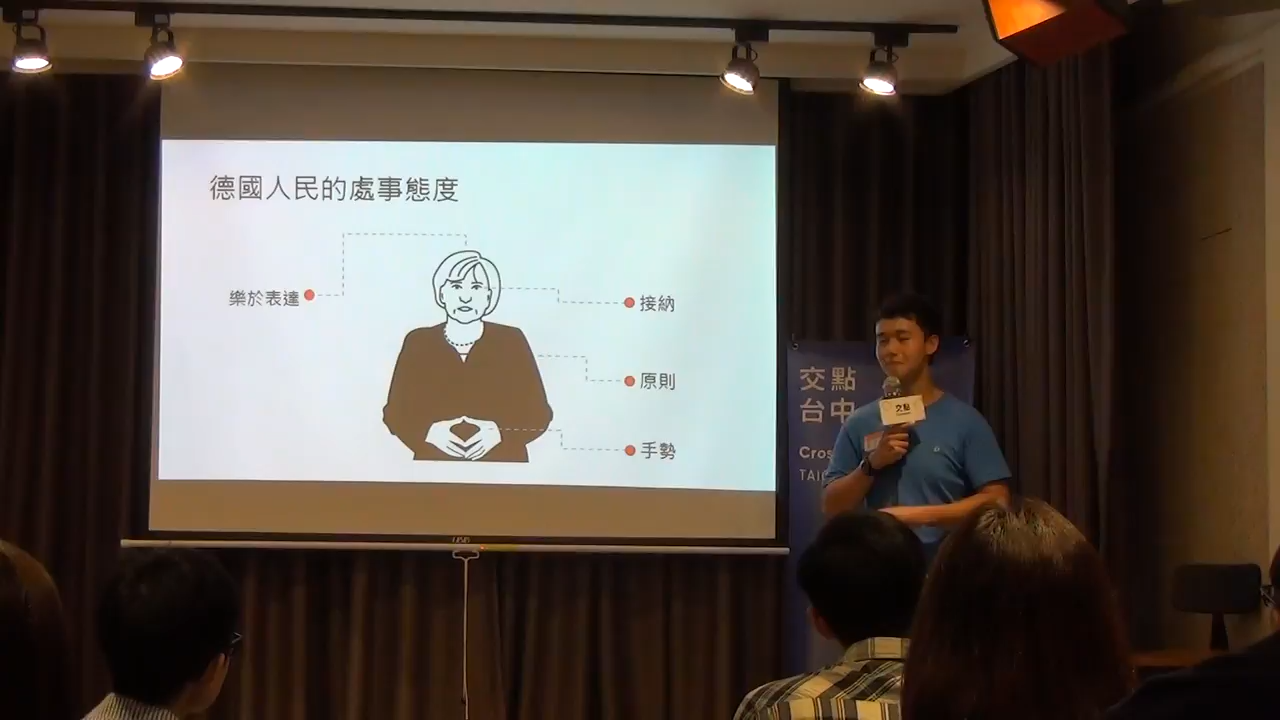 德國人民的處事態度
樂於表達
接納
原則
手勢
交點
台中
Cros
TAI
交點